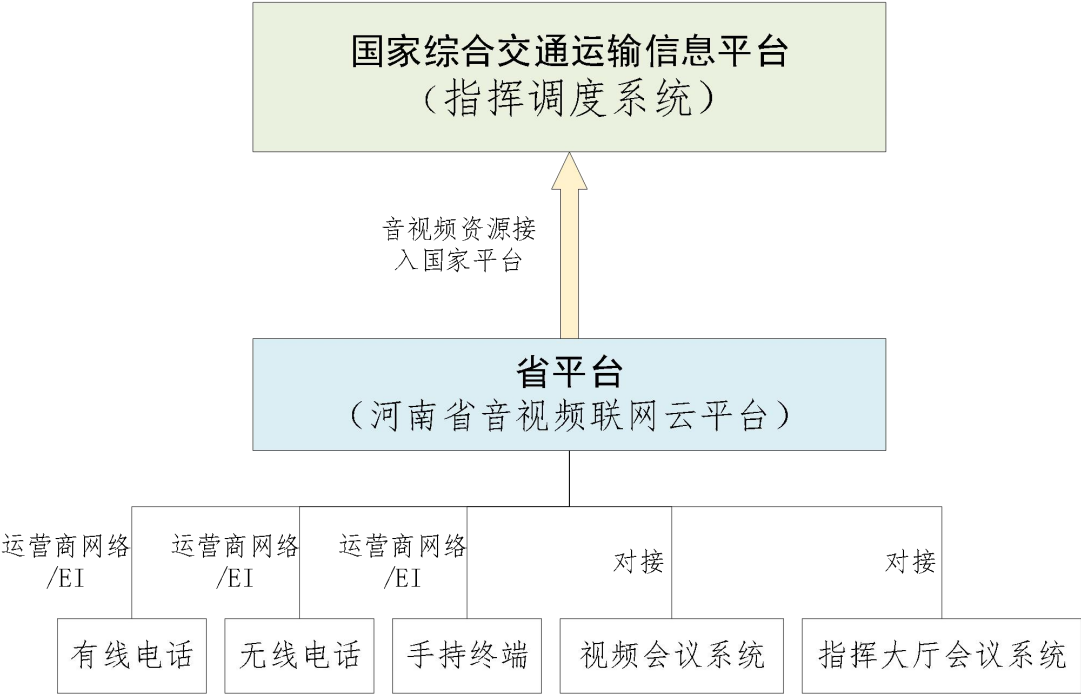 国家综合交通运输信息平台
（指挥调度系统）
音视频资源接
入国家平台
省平台
（河南省音视频联网云平台）
运营商网络
/EI
运营商网络
/EI
运营商网络
/EI
对接
对接
有线电话
无线电话
手持终端
视频会议系统
指挥大厅会议系统